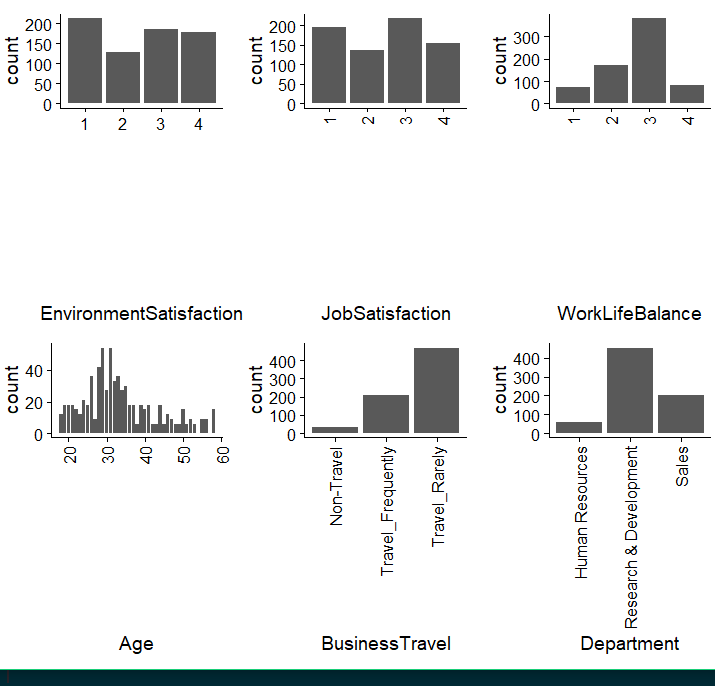 count
200
150
100
50
0
1 2 3 4
EnvironmentSatisfaction
count
200
150
100
50
0
1 2 3 4
JobSatisfaction
count
300
200
100
0
1 2 3 4
WorkLifeBalance
count
40
20
0
20 30 40 50 60
Age
count
400
300
200
100
0
Non-Travel
Travel_Frequently
Travel_Rarely
BusinessTravel
count
400
300
200
100
0
Human Resources
Research & Development
Sales
Department